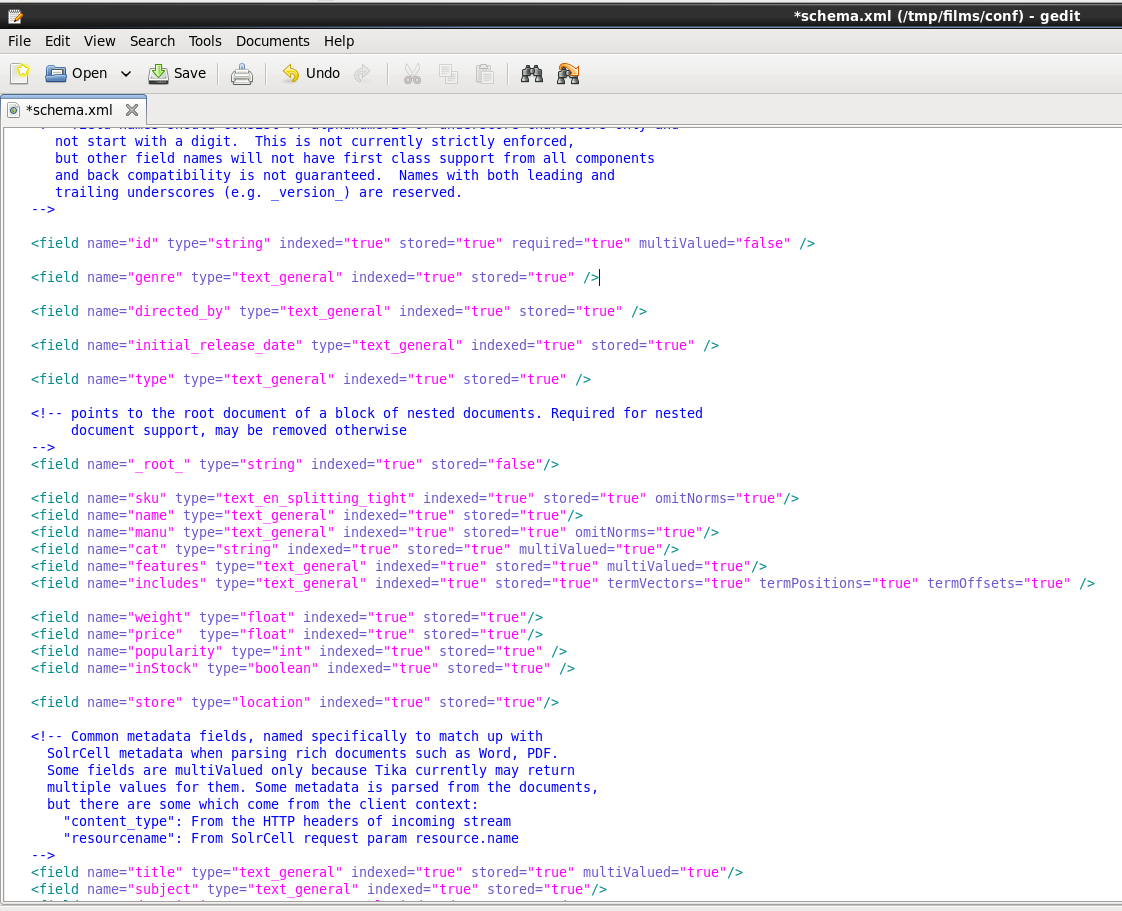 *schema.xml (/tmp/films/conf) - gedit
File Edit View Search Tools Documents Help
Open Save Undo
*schema.xml
field names should consist of alphanumeric or underscore characters only and
not start with a digit.  This is not currently strictly enforced,
but other field names will not have first class support from all components
and back compatibility is not guaranteed.  Names with both leading and
trailing underscores (e.g. _version_) are reserved.
-->
<field name="id" type="string" indexed="true" stored="true" required="true" multiValued="false" />
<field name="genre" type="text_general" indexed="true" stored="true" />
<field name="directed_by" type="text_general" indexed="true" stored="true" />
<field name="initial_release_date" type="text_general" indexed="true" stored="true" />
<field name="type" type="text_general" indexed="true" stored="true" />
<!-- points to the root document of a block of nested documents. Required for nested
document support, may be removed otherwise
-->
<field name="_root_" type="string" indexed="true" stored="false"/>
<field name="sku" type="text_en_splitting_tight" indexed="true" stored="true" omitNorms="true"/>
<field name="name" type="text_general" indexed="true" stored="true"/>
<field name="manu" type="text_general" indexed="true" stored="true" omitNorms="true"/>
<field name="cat" type="string" indexed="true" stored="true" multiValued="true"/>
<field name="features" type="text_general" indexed="true" stored="true" multiValued="true"/>
<field name="includes" type="text_general" indexed="true" stored="true" termVectors="true" termPositions="true" termOffsets="true" />
<field name="weight" type="float" indexed="true" stored="true"/>
<field name="price"  type="float" indexed="true" stored="true"/>
<field name="popularity" type="int" indexed="true" stored="true" />
<field name="inStock" type="boolean" indexed="true" stored="true" />
<field name="store" type="location" indexed="true" stored="true"/>
<!-- Common metadata fields, named specifically to match up with
SolrCell metadata when parsing rich documents such as Word, PDF.
Some fields are multiValued only because Tika currently may return
multiple values for them. Some metadata is parsed from the documents,
but there are some which come from the client context:
"content_type": From the HTTP headers of incoming stream
"resourcename": From SolrCell request param resource.name
-->
<field name="title" type="text_general" indexed="true" stored="true" multiValued="true"/>
<field name="subject" type="text_general" indexed="true" stored="true"/>